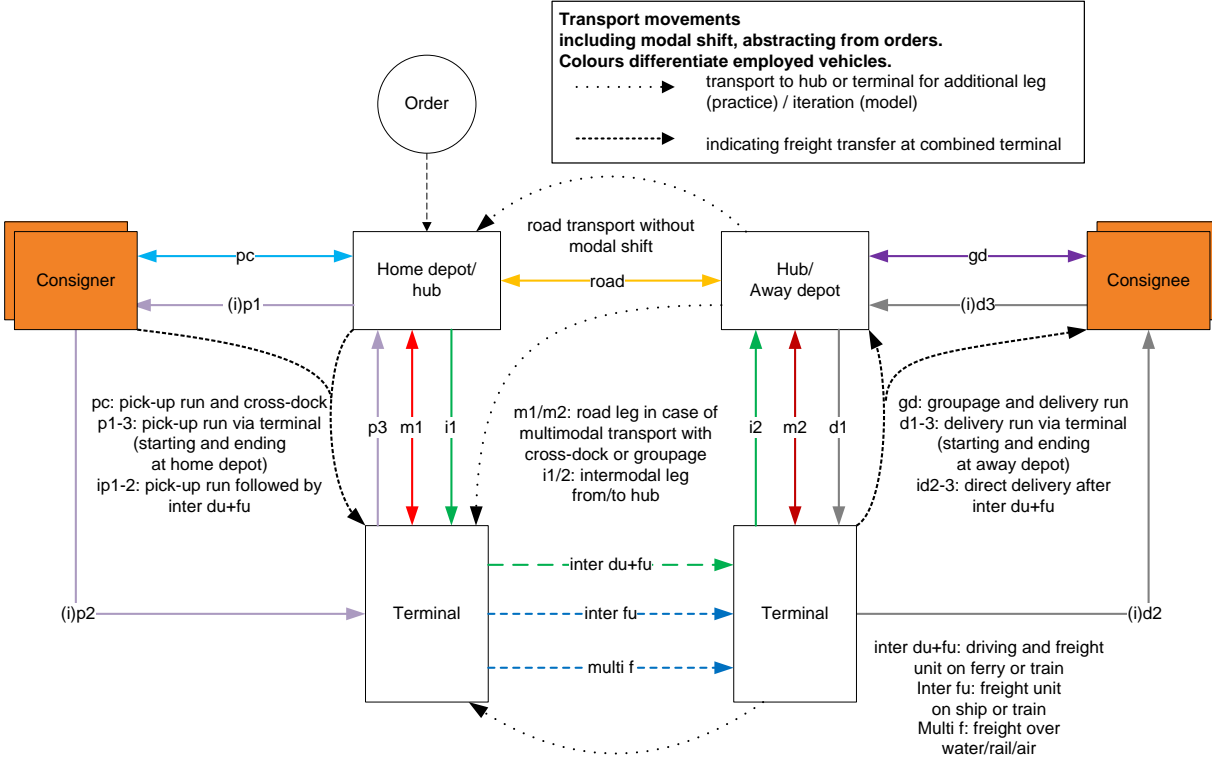 Transport movements
including modal shift, abstracting from orders.
Colours differentiate employed vehicles.
transport to hub or terminal for additional leg
(practice) / iteration (model)
indicating freight transfer at combined terminal
Order
Consigner
pc
(i)p1
Home depot/
hub
road transport without
modal shift
road
Hub/
Away depot
gd
(i)d3
Consignee
pc: pick-up run and cross-dock
p1-3: pick-up run via terminal
(starting and ending
at home depot)
ip1-2: pick-up run followed by
inter du+fu
p3
m1
i1
m1/m2: road leg in case of
multimodal transport with
cross-dock or groupage
i1/2: intermodal leg
from/to hub
i2
m2
d1
gd: groupage and delivery run
d1-3: delivery run via terminal
(starting and ending
at away depot)
id2-3: direct delivery after
inter du+fu
(i)p2
Terminal
inter du+fu
inter fu
multi f
Terminal
(i)d2
inter du+fu: driving and freight
unit on ferry or train
Inter fu: freight unit
on ship or train
Multi f: freight over
water/rail/air